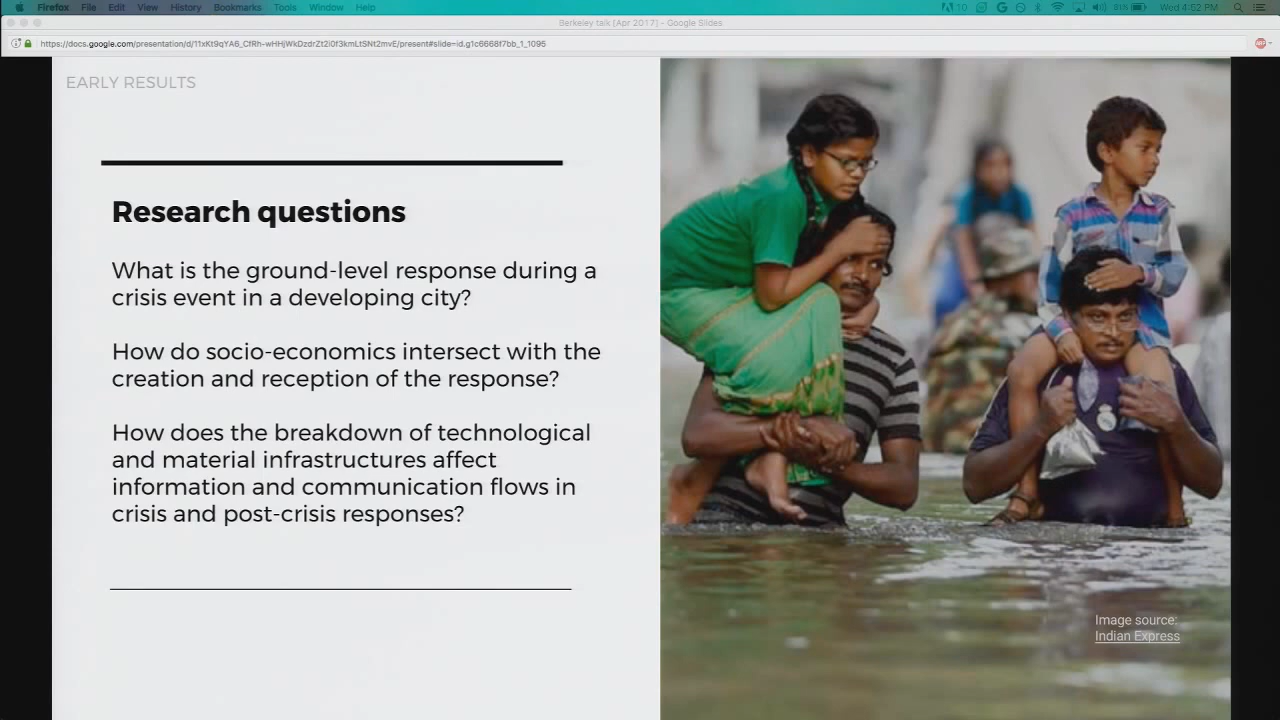 Firefox File Edit View History Bookmarks Tools Window Help 10 81% Wed 4:52 PM
Berkeley talk [Apr 2017] - Google Slides
EARLY RESULTS
Research questions
What is the ground-level response during a
crisis event in a developing city?
How do socio-economics intersect with the
creation and reception of the response?
How does the breakdown of technological
and material infrastructures affect
information and communication flows in
crisis and post-crisis responses?
Image source:
Indian Express